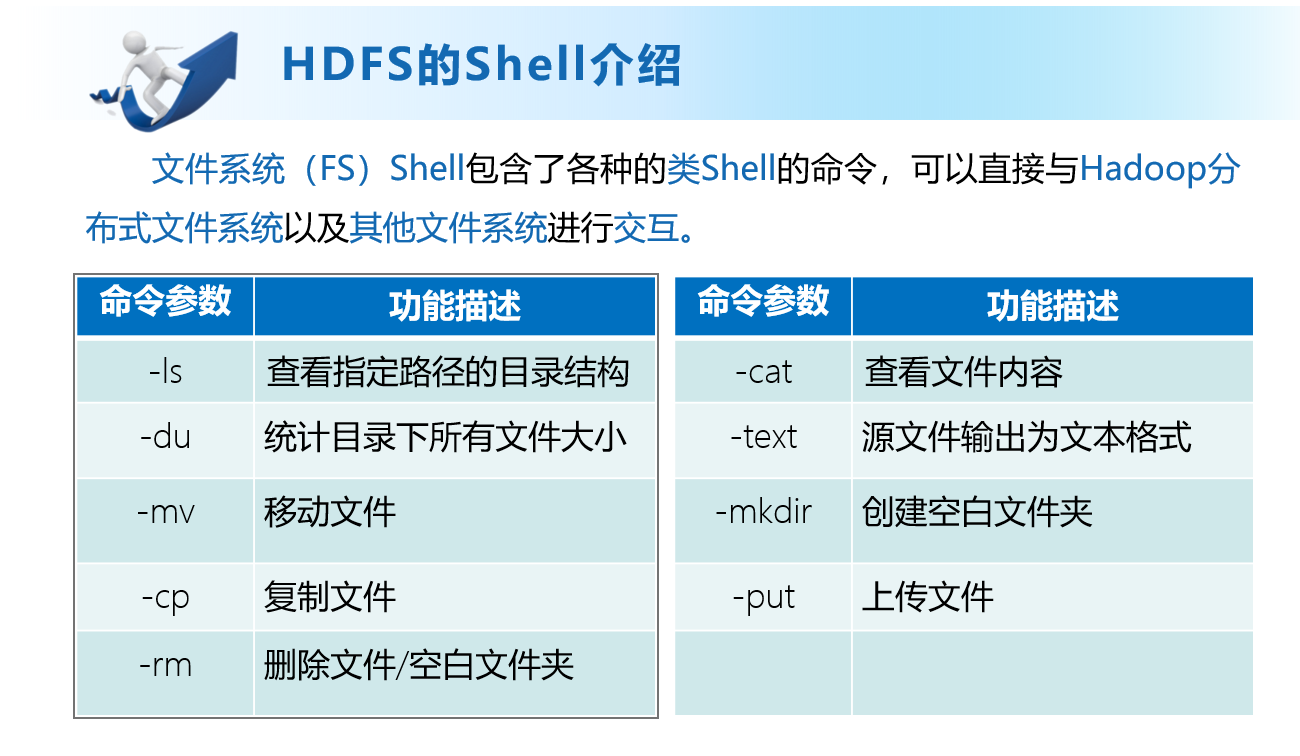 HDFS的Shell介绍
文件系统（FS）Shell包含了各种的类Shell的命令，可以直接与Hadoop分
布式文件系统以及其他文件系统进行交互。
命令参数 功能描述
-ls 查看指定路径的目录结构
-du 统计目录下所有文件大小
-mv 移动文件
-cp 复制文件
-rm 删除文件/空白文件夹
命令参数 功能描述
-cat 查看文件内容
-text 源文件输出为文本格式
-mkdir 创建空白文件夹
-put 上传文件